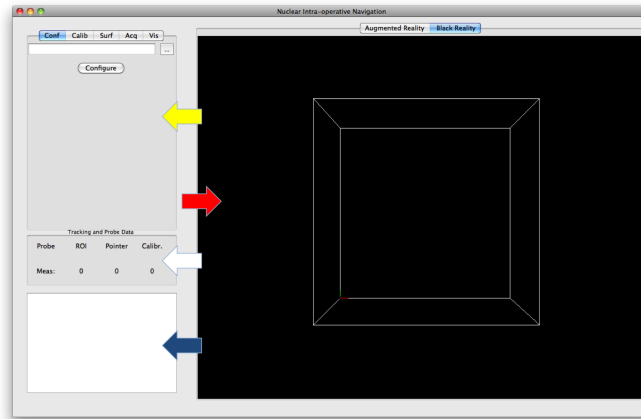 Nuclear Intra-operative Navigation
Conf Calib Surf Acq Vis
...
Configure
Tracking and Probe Data
Probe ROI Pointer Calibr.
Meas: 0 0 0
Augmented Reality Black Reality